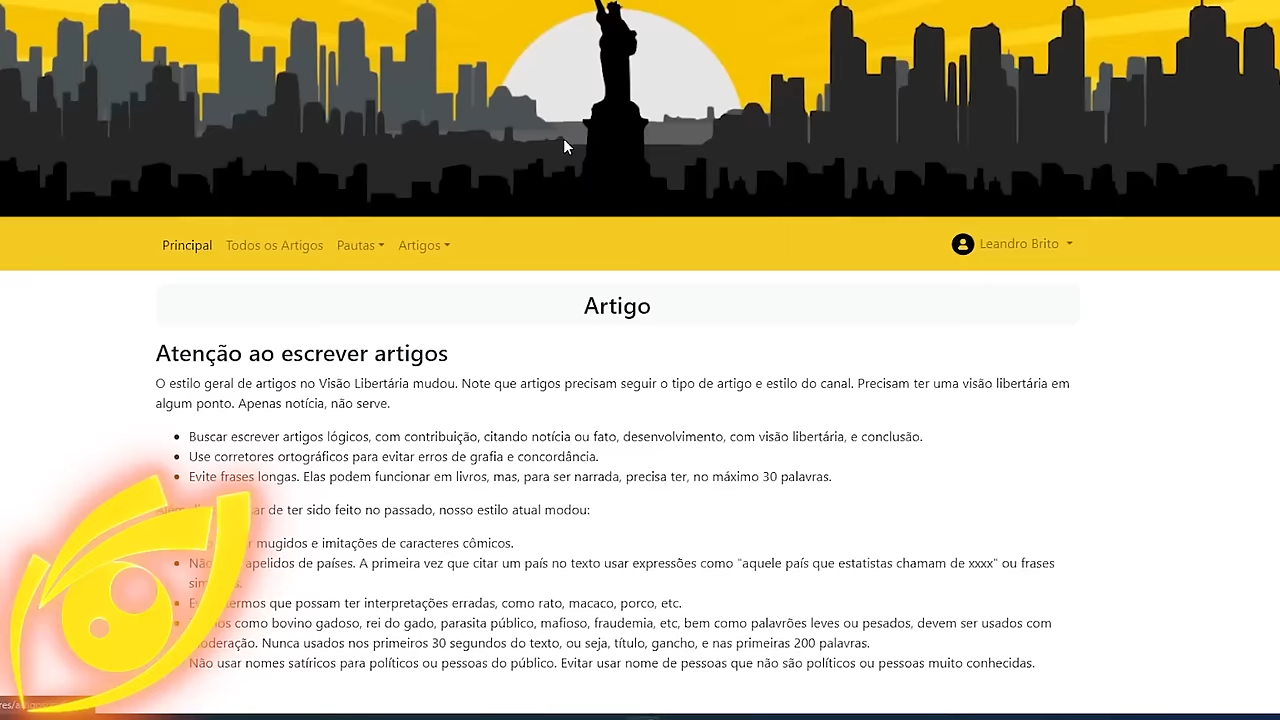 Principal Todos os Artigos Pautas Artigos Leandro Brito
Artigo
Atenção ao escrever artigos
O estilo geral de artigos no Visão Libertária mudou. Note que artigos precisam seguir o tipo de artigo e estilo do canal. Precisam ter uma visão libertária em
algum ponto. Apenas notícia, não serve.
• Buscar escrever artigos lógicos, com contribuição, citando notícia ou fato, desenvolvimento, com visão libertária, e conclusão.
• Use corretores ortográficos para evitar erros de grafia e concordância.
• Evite frases longas. Elas podem funcionar em livros, mas, para ser narrada, precisa ter, no máximo 30 palavras.
de ter sido feito no passado, nosso estilo atual modou:
mugidos e imitações de caracteres cômicos.
• Não apelidos de países. A primeira vez que citar um país no texto usar expressões como "aquele país que estatistas chamam de xxxx" ou frases
termos que possam ter interpretações erradas, como rato, macaco, porco, etc.
como bovino gadoso, rei do gado, parasita público, mafioso, fraudemia, etc, bem como palavrões leves ou pesados, devem ser usados com
moderação. Nunca usados nos primeiros 30 segundos do texto, ou seja, título, gancho, e nas primeiras 200 palavras.
Não usar nomes satíricos para políticos ou pessoas do público. Evitar usar nome de pessoas que não são políticos ou pessoas muito conhecidas.